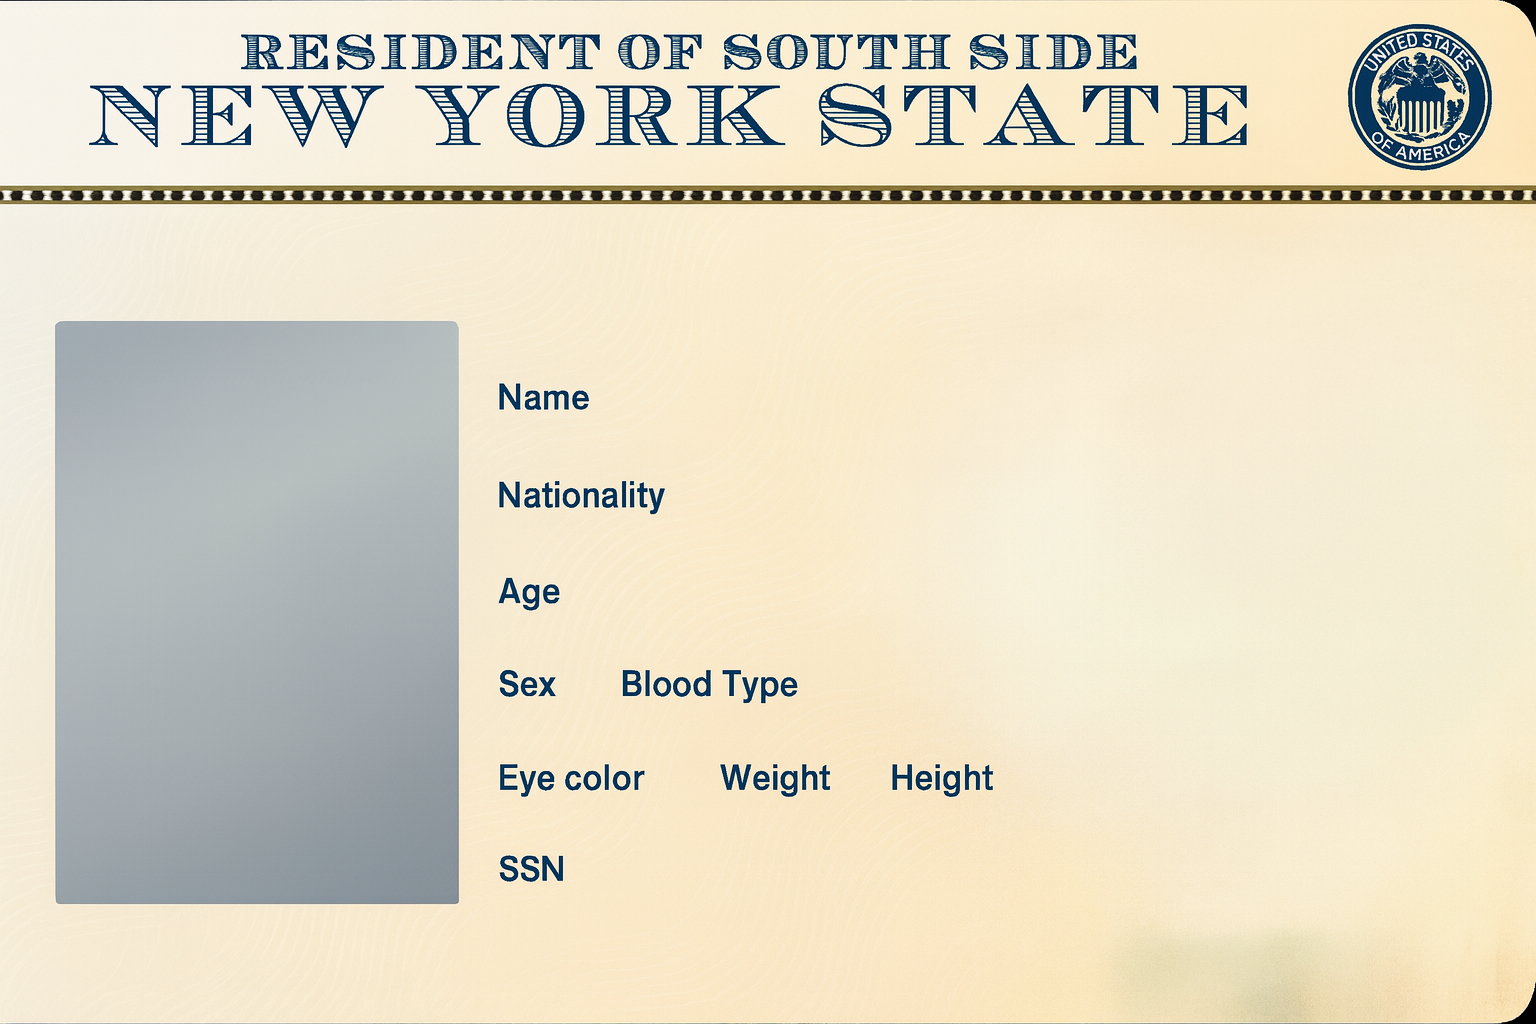 RESIDENT OF SOUTH SIDE
NEW YORK STATE
UNITED STATES
OF AMERICA
Name
Nationality
Age
Sex Blood Type
Eye color Weight Height
SSN